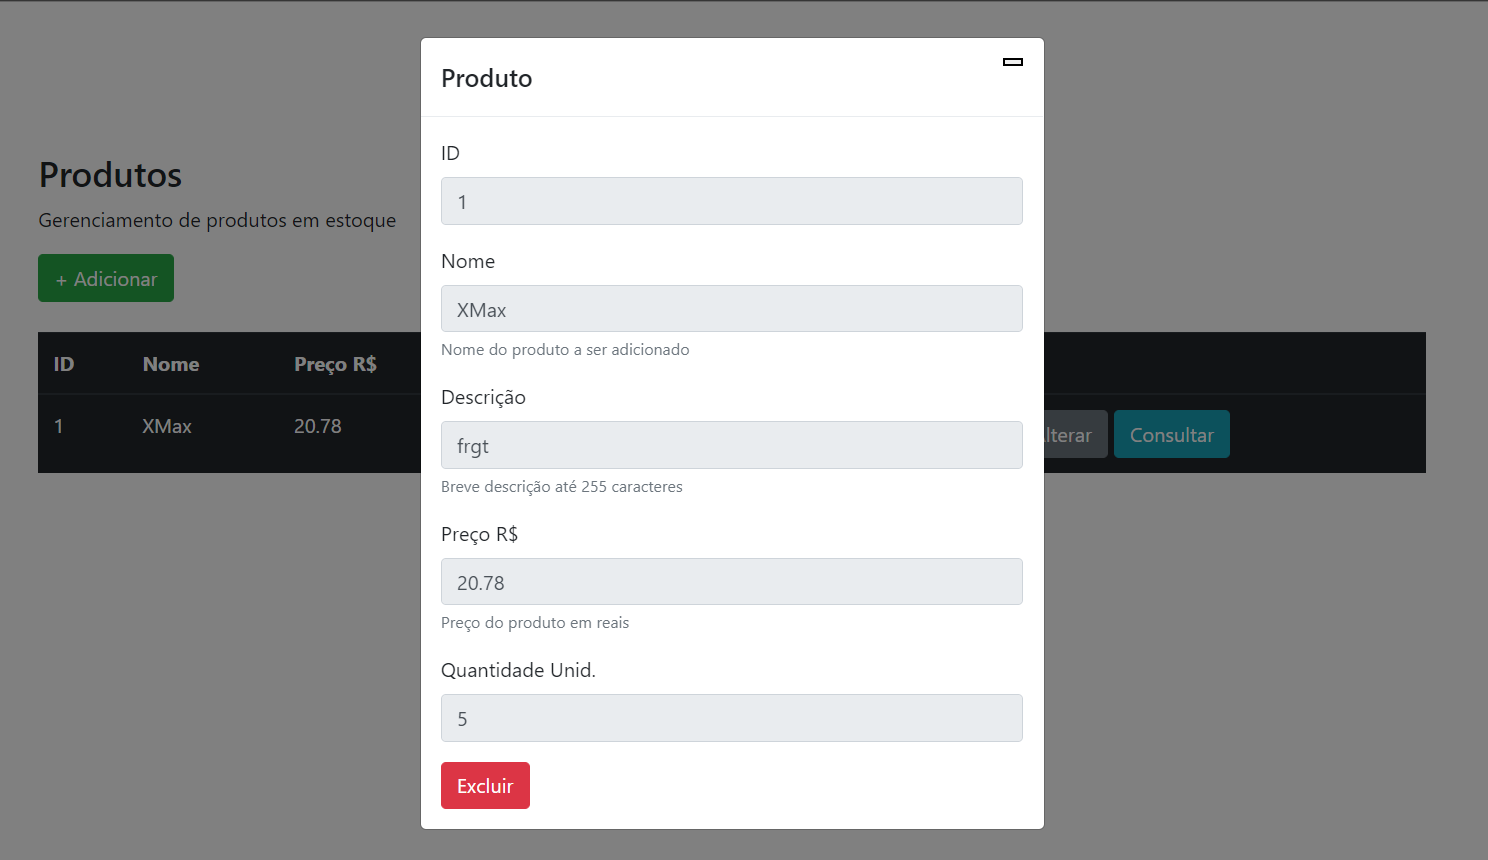 Produtos
Gerenciamento de produtos em estoque
+ Adicionar
ID Nome Preço R$
1 XMax 20.78
lterar Consultar
Produto
ID
1
Nome
XMax
Nome do produto a ser adicionado
Descrição
frgt
Breve descrição até 255 caracteres
Preço R$
20.78
Preço do produto em reais
Quantidade Unid.
5
Excluir